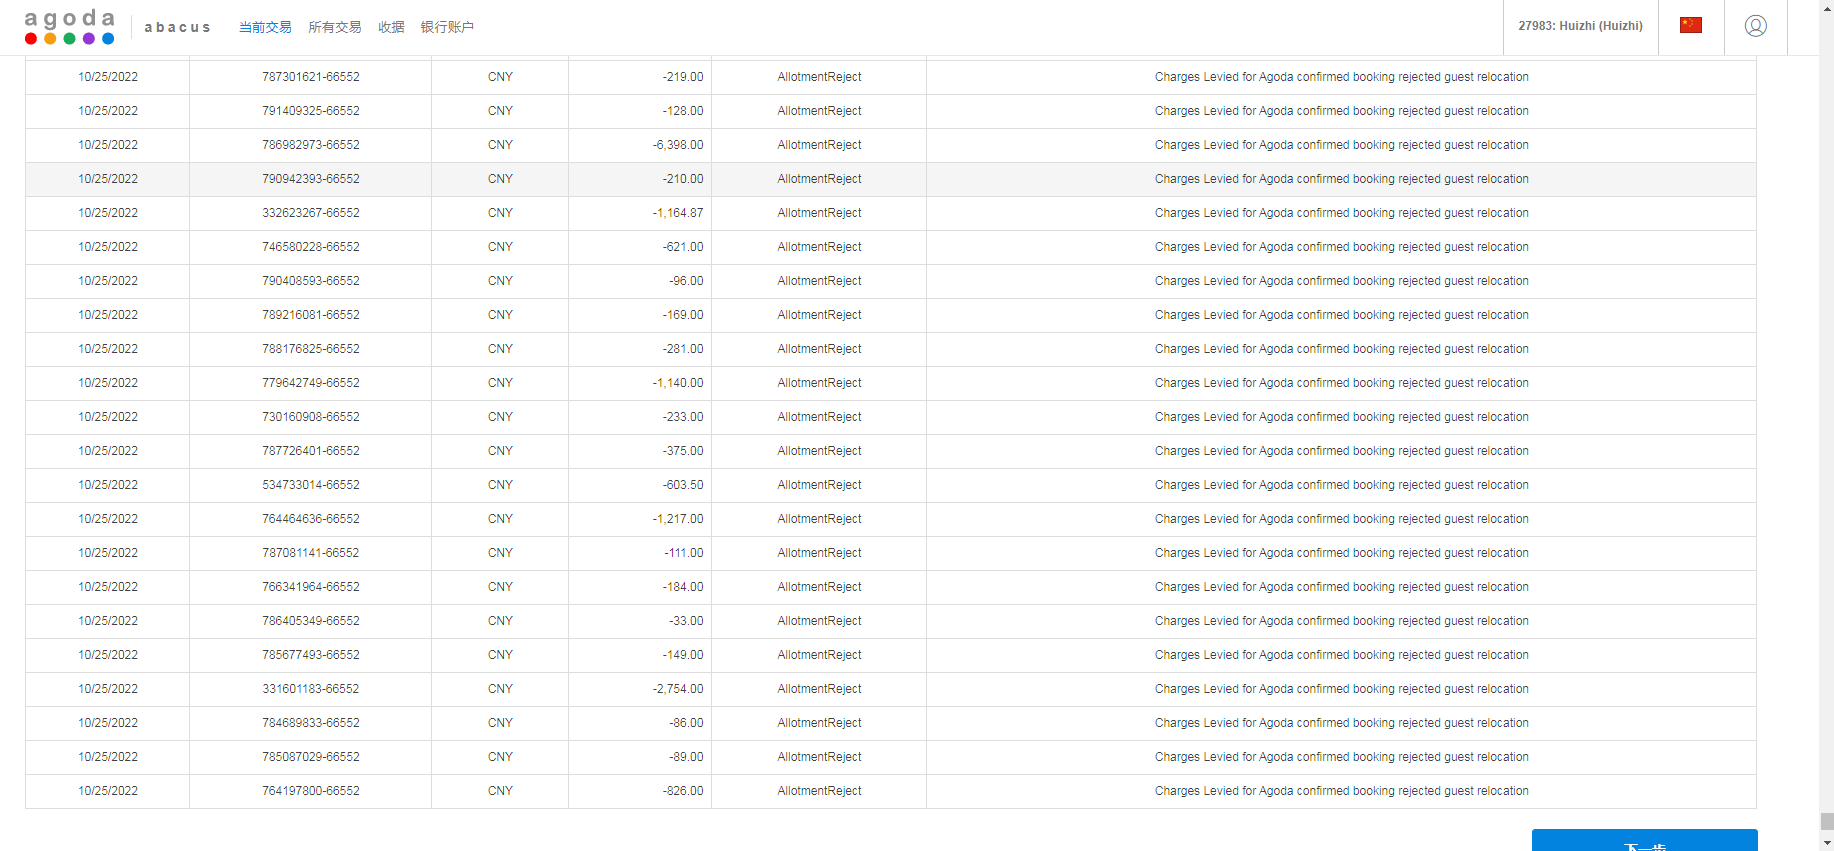 agoda
abacus 当前交易 所有交易 收据 银行账户 27983: Huizhi (Huizhi)
10/25/2022 787301621-66552 CNY -219.00 AllotmentReject Charges Levied for Agoda confirmed booking rejected guest relocation
10/25/2022 791409325-66552 CNY -128.00 AllotmentReject Charges Levied for Agoda confirmed booking rejected guest relocation
10/25/2022 786982973-66552 CNY -6,398.00 AllotmentReject Charges Levied for Agoda confirmed booking rejected guest relocation
10/25/2022 790942393-66552 CNY -210.00 AllotmentReject Charges Levied for Agoda confirmed booking rejected guest relocation
10/25/2022 332623267-66552 CNY -1,164.87 AllotmentReject Charges Levied for Agoda confirmed booking rejected guest relocation
10/25/2022 746580228-66552 CNY -621.00 AllotmentReject Charges Levied for Agoda confirmed booking rejected guest relocation
10/25/2022 790408593-66552 CNY -96.00 AllotmentReject Charges Levied for Agoda confirmed booking rejected guest relocation
10/25/2022 789216081-66552 CNY -169.00 AllotmentReject Charges Levied for Agoda confirmed booking rejected guest relocation
10/25/2022 788176825-66552 CNY -281.00 AllotmentReject Charges Levied for Agoda confirmed booking rejected guest relocation
10/25/2022 779642749-66552 CNY -1,140.00 AllotmentReject Charges Levied for Agoda confirmed booking rejected guest relocation
10/25/2022 730160908-66552 CNY -233.00 AllotmentReject Charges Levied for Agoda confirmed booking rejected guest relocation
10/25/2022 787726401-66552 CNY -375.00 AllotmentReject Charges Levied for Agoda confirmed booking rejected guest relocation
10/25/2022 534733014-66552 CNY -603.50 AllotmentReject Charges Levied for Agoda confirmed booking rejected guest relocation
10/25/2022 764464636-66552 CNY -1,217.00 AllotmentReject Charges Levied for Agoda confirmed booking rejected guest relocation
10/25/2022 787081141-66552 CNY -111.00 AllotmentReject Charges Levied for Agoda confirmed booking rejected guest relocation
10/25/2022 766341964-66552 CNY -184.00 AllotmentReject Charges Levied for Agoda confirmed booking rejected guest relocation
10/25/2022 786405349-66552 CNY -33.00 AllotmentReject Charges Levied for Agoda confirmed booking rejected guest relocation
10/25/2022 785677493-66552 CNY -149.00 AllotmentReject Charges Levied for Agoda confirmed booking rejected guest relocation
10/25/2022 331601183-66552 CNY -2,754.00 AllotmentReject Charges Levied for Agoda confirmed booking rejected guest relocation
10/25/2022 784689833-66552 CNY -86.00 AllotmentReject Charges Levied for Agoda confirmed booking rejected guest relocation
10/25/2022 785087029-66552 CNY -89.00 AllotmentReject Charges Levied for Agoda confirmed booking rejected guest relocation
10/25/2022 764197800-66552 CNY -826.00 AllotmentReject Charges Levied for Agoda confirmed booking rejected guest relocation
下一步